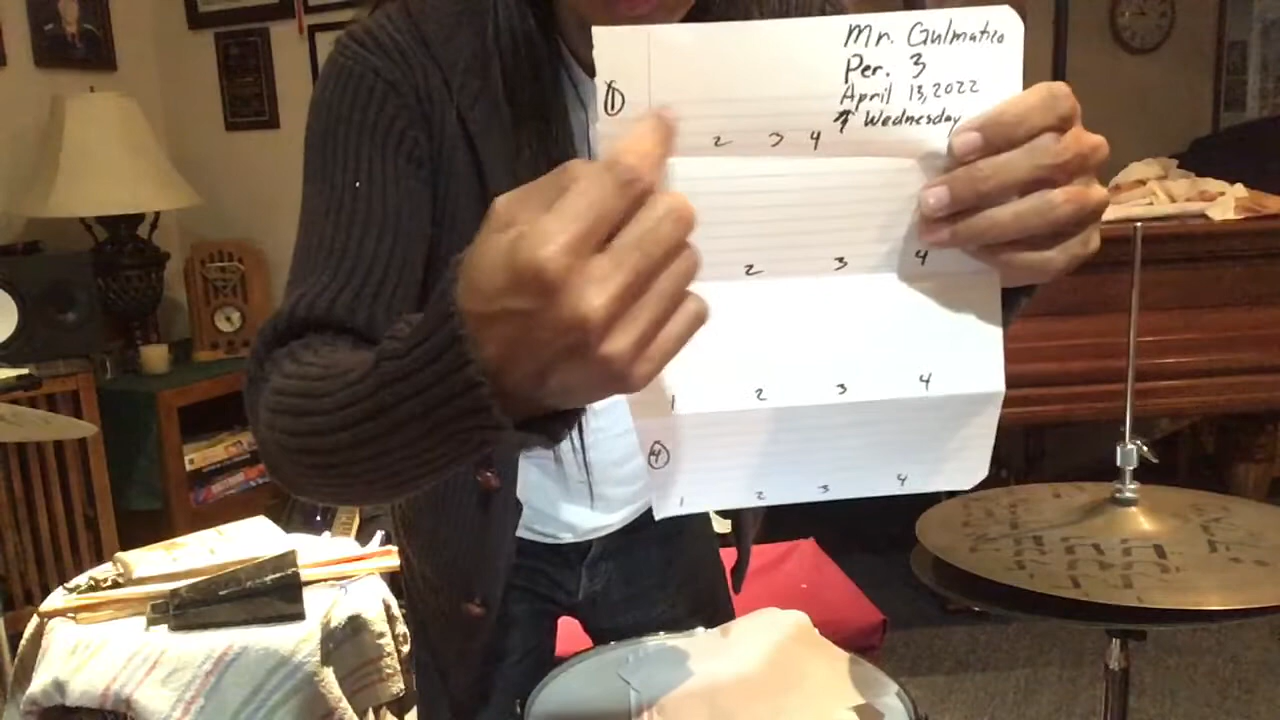 Mr. Gulmatico
Per. 3
April 13, 2022
Wednesday
①
2 3 4
2 3 4
1 2 3 4
④
1 2 3 4